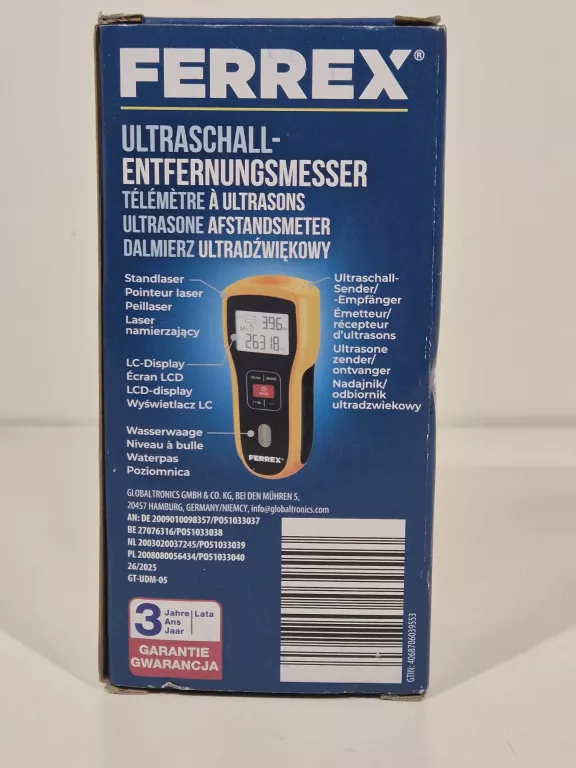 FERREX®
ULTRASCHALL-
ENTFERNUNGSMESSER
TÉLÉMÈTRE À ULTRASONS
ULTRASONE AFSTANDSMETER
DALMIERZ ULTRADŹWIĘKOWY
Standlaser
Pointeur laser
Peillaser
Laser
namierzający
LC-Display
Écran LCD
LCD-display
Wyświetlacz LC
Wasserwaage
Niveau à bulle
Waterpas
Poziomnica
Ultraschall-
Sender/
-Empfänger
Émetteur/
récepteur
d'ultrasons
Ultrasone
zender/
ontvanger
Nadajnik/
odbiornik
ultradzwiekowy
396
26318
FERREX
GLOBALTRONICS GMBH & CO. KG, BEI DEN MÜHREN 5,
20457 HAMBURG, GERMANY/NIEMCY, info@globaltronics.com
AN: DE 2009010098357/PO51033037
BE 27076316/PO51033038
NL 2003020037245/PO51033039
PL 2008080056434/PO51033040
26/2025
GT-UDM-05
3 Jahre Lata
Ans
Jaar
GARANTIE
GWARANCJA
GTIN: 4068706039553